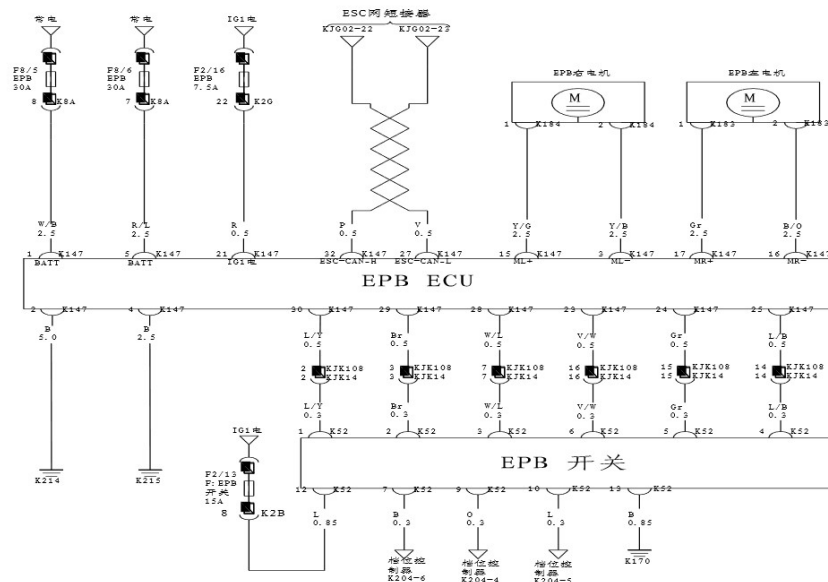 ESC网短接器
常电
常电
IG1电
KJG02-22
KJG02-23
F8/5
EPB
30A
F8/6
EPB
30A
F2/16
EPB
7.5A
8
K8A
7
K8A
22
K2G
EPB右电机
EPB左电机
M
M
1
K184
2
K184
1
K183
2
K183
W/B
2.5
R/L
2.5
R
0.5
P
0.5
V
0.5
Y/G
2.5
Y/B
2.5
Gr
2.5
B/O
2.5
1
K147
5
K147
21
K147
32
K147
27
K147
15
K147
3
K147
17
K147
16
K147
BATT
BATT
IG1电
ESC-CAN-H
ESC-CAN-L
ML+
ML-
MR+
MR-
EPB ECU
2
K147
4
K147
30
K147
29
K147
28
K147
23
K147
24
K147
25
K147
B
5.0
B
2.5
L/Y
0.5
Br
0.5
W/L
0.5
V/W
0.5
Gr
0.5
L/B
0.5
2
KJK108
2
KJK14
3
KJK108
3
KJK14
7
KJK108
7
KJK14
16
KJK108
16
KJK14
15
KJK108
15
KJK14
14
KJK108
14
KJK14
L/Y
0.3
Br
0.3
W/L
0.3
V/W
0.3
Gr
0.3
L/B
0.3
IG1电
1
K52
2
K52
3
K52
6
K52
5
K52
4
K52
EPB 开关
K214
K215
F2/13
F:EPB
开关
15A
8
K2B
12
K52
7
K52
9
K52
10
K52
13
K52
L
0.85
B
0.3
O
0.3
L
0.3
B
0.85
档位控
制器
K204-6
档位控
制器
K204-4
档位控
制器
K204-5
K170